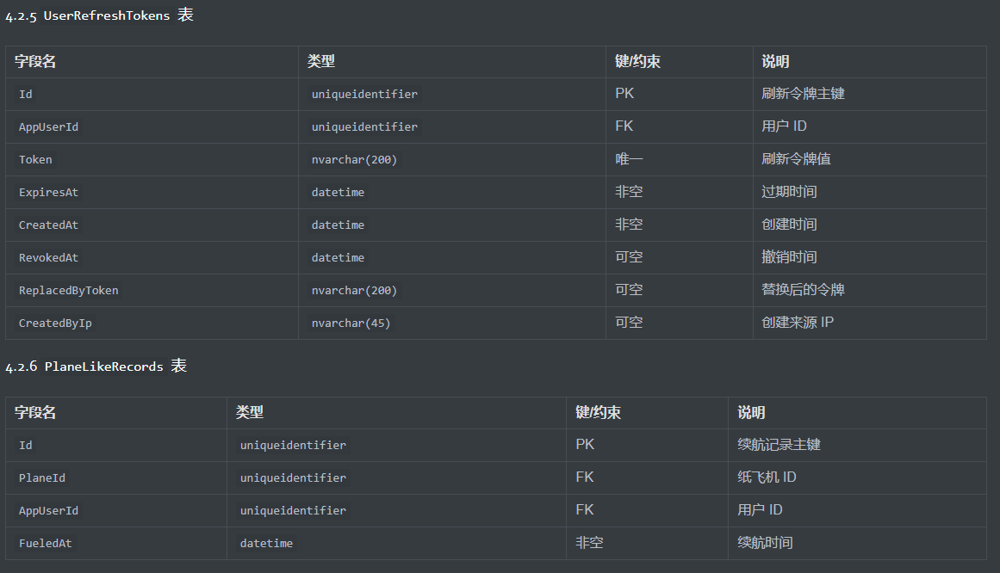 4.2.5 UserRefreshTokens 表
字段名 类型 键/约束 说明
Id uniqueidentifier PK 刷新令牌主键
AppUserId uniqueidentifier FK 用户 ID
Token nvarchar(200) 唯一 刷新令牌值
ExpiresAt datetime 非空 过期时间
CreatedAt datetime 非空 创建时间
RevokedAt datetime 可空 撤销时间
ReplacedByToken nvarchar(200) 可空 替换后的令牌
CreatedByIp nvarchar(45) 可空 创建来源 IP
4.2.6 PlaneLikeRecords 表
字段名 类型 键/约束 说明
Id uniqueidentifier PK 续航记录主键
PlaneId uniqueidentifier FK 纸飞机 ID
AppUserId uniqueidentifier FK 用户 ID
FueledAt datetime 非空 续航时间